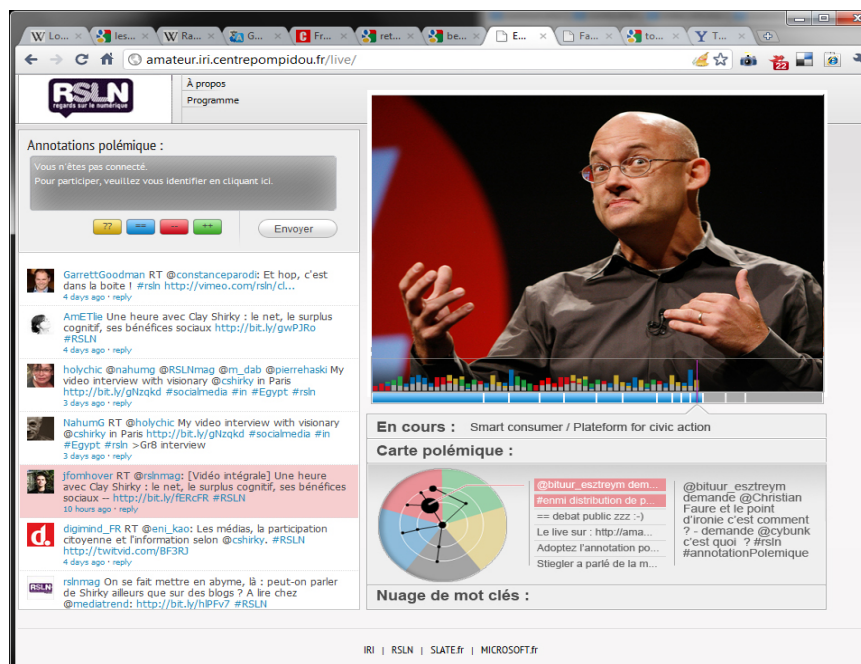 Lo...
les...
Ra...
G...
Fr...
ret...
be...
E...
Fa...
to...
T...
amateur.iri.centrepompidou.fr/live/
22
RSLN
regards sur le numérique
À propos
Programme
Annotations polémique :
Vous n'êtes pas connecté.
Pour participer, veuillez vous identifier en cliquant ici.
??
==
--
++
Envoyer
GarrettGoodman RT @constanceparodi: Et hop, c'est
dans la boite ! #rsln http://vimeo.com/rsln/cl...
4 days ago · reply
AmETlie Une heure avec Clay Shirky : le net, le surplus
cognitif, ses bénéfices sociaux http://bit.ly/gwPJRo
#RSLN
4 days ago · reply
holychic @nahumg @RSLNmag @m_dab @pierrehaski My
video interview with visionary @cshirky in Paris
http://bit.ly/gNzqkd #socialmedia #in #Egypt #rsln
3 days ago · reply
NahumG RT @holychic My video interview with visionary
@cshirky in Paris http://bit.ly/gNzqkd #socialmedia #in
#Egypt #rsln >Gr8 interview
3 days ago · reply
jfomhover RT @rslnmag: [Vidéo intégrale] Une heure
avec Clay Shirky : le net, le surplus cognitif, ses bénéfices
sociaux -- http://bit.ly/fERcFR #RSLN
10 hours ago · reply
digimind_FR RT @eni_kao: Les médias, la participation
citoyenne et l'information selon @cshirky. #RSLN
http://twitvid.com/BF3RJ
4 days ago · reply
rslnmag On se fait mettre en abyme, là : peut-on parler
de Shirky ailleurs que sur des blogs ? A lire chez
@mediatrend: http://bit.ly/hlPFv7 #RSLN
En cours : Smart consumer / Plateform for civic action
Carte polémique :
@bituur_esztreym dem...
#enmi distribution de p...
== debat public zzz :-)
Le live sur : http://ama...
Adoptez l'annotation po...
Stiegler a parlé de la m...
@bituur_esztreym
demande @Christian
Faure et le point
d'ironie c'est comment
? - demande @cybunk
c'est quoi ? #rsln
#annotationPolemique
Nuage de mot clés :
IRI | RSLN | SLATE.fr | MICROSOFT.fr